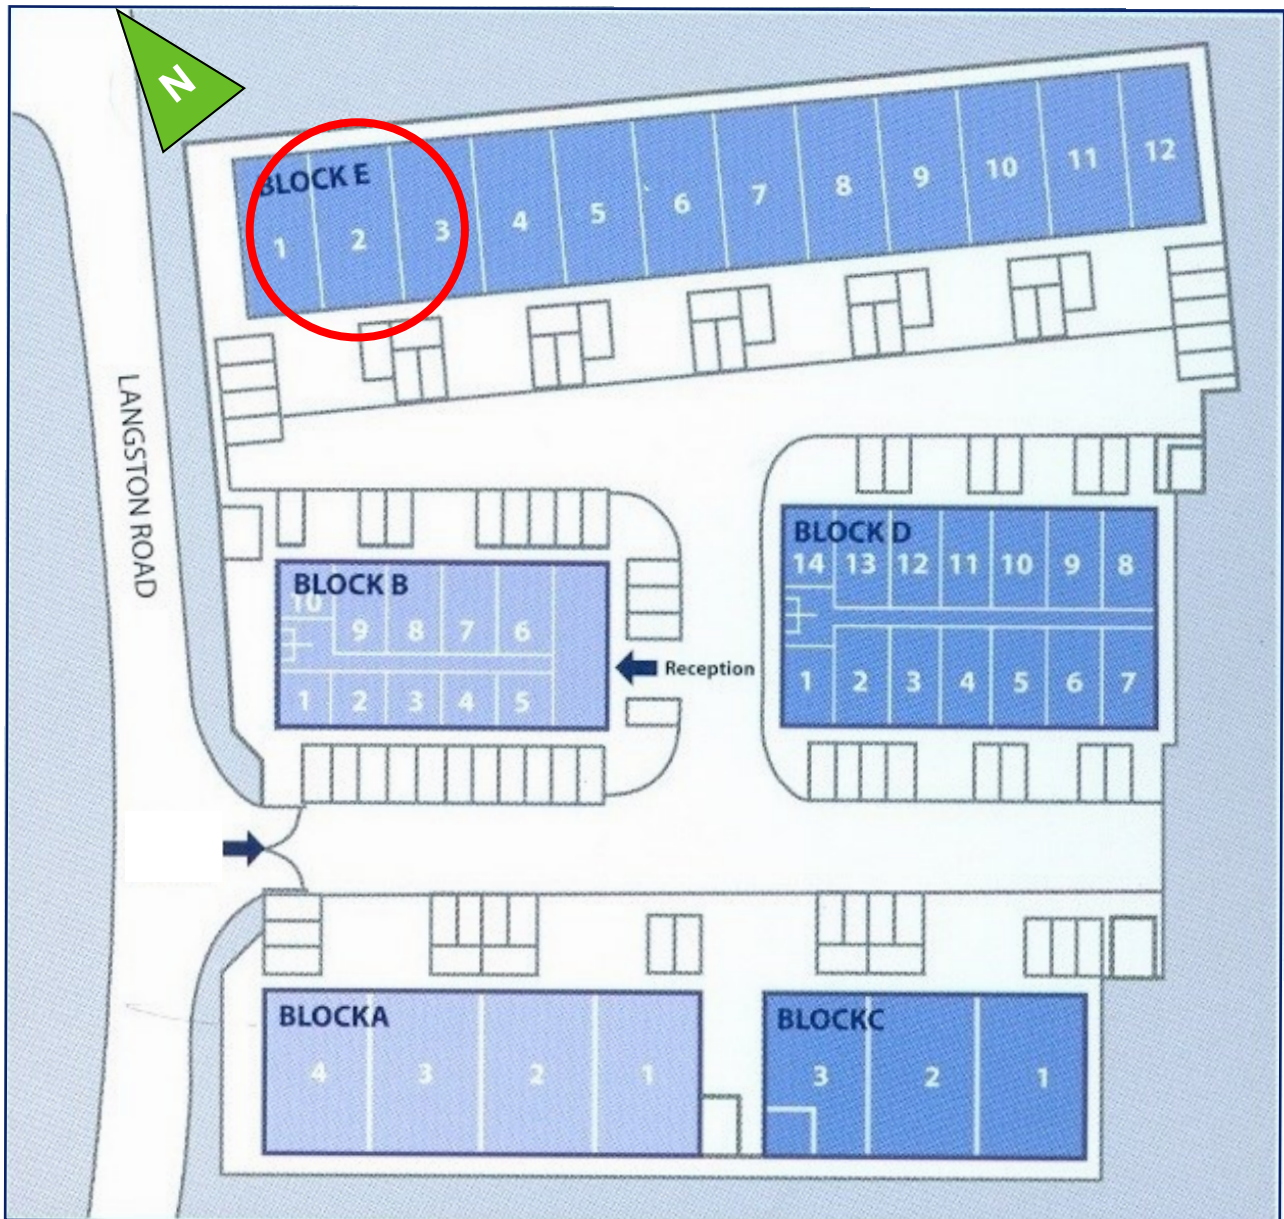 N
BLOCK E
1 2 3 4 5 6 7 8 9 10 11 12
LANGSTON ROAD
BLOCK B
10 9 8 7 6
1 2 3 4 5
Reception
BLOCK D
14 13 12 11 10 9 8
1 2 3 4 5 6 7
BLOCKA
4 3 2 1
BLOCKC
3 2 1